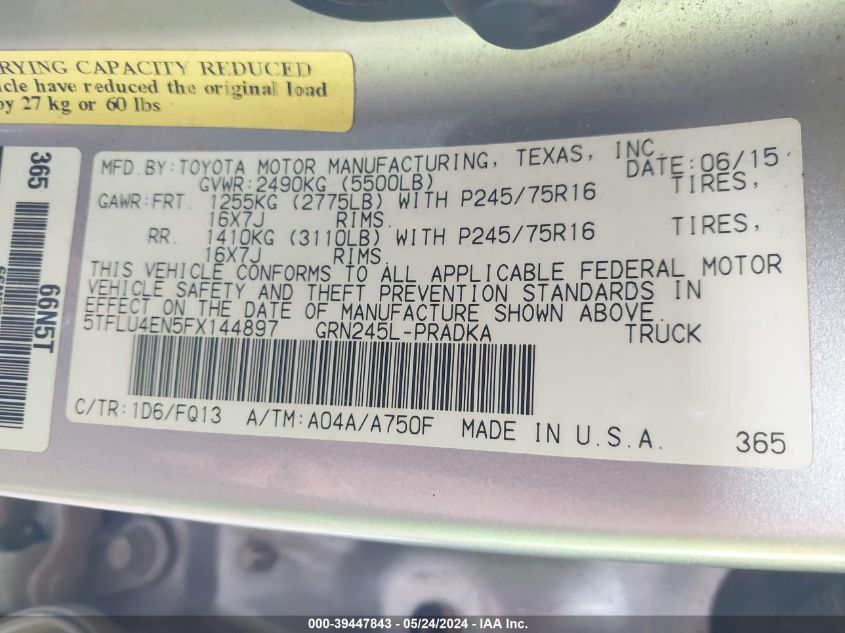 RYING CAPACITY REDUCED
icle have reduced the original load
by 27 kg or 60 lbs
365
66N5T
MFD.BY:TOYOTA MOTOR MANUFACTURING, TEXAS, INC.
DATE:06/15
GVWR:2490KG (5500LB)
GAWR:FRT. 1255KG (2775LB) WITH P245/75R16 TIRES,
16X7J RIMS.
RR. 1410KG (3110LB) WITH P245/75R16 TIRES,
16X7J RIMS.
THIS VEHICLE CONFORMS TO ALL APPLICABLE FEDERAL MOTOR
VEHICLE SAFETY AND THEFT PREVENTION STANDARDS IN
EFFECT ON THE DATE OF MANUFACTURE SHOWN ABOVE.
5TFLU4EN5FX144897 GRN245L-PRADKA TRUCK
C/TR:1D6/FQ13 A/TM:A04A/A750F MADE IN U.S.A.
365
000-39447843 - 05/24/2024 - IAA Inc.